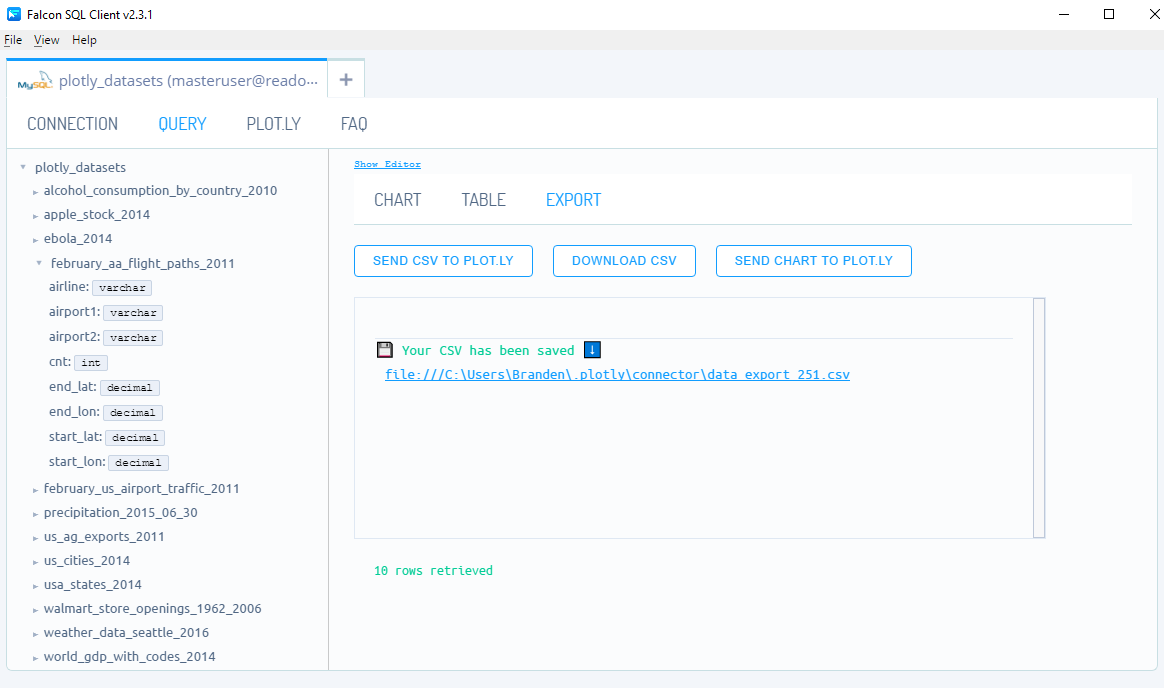 Falcon SQL Client v2.3.1
File View Help
MySQL plotly_datasets (masteruser@reado··· +
CONNECTION QUERY PLOT.LY FAQ
plotly_datasets
alcohol_consumption_by_country_2010
apple_stock_2014
ebola_2014
february_aa_flight_paths_2011
airline: varchar
airport1: varchar
airport2: varchar
cnt: int
end_lat: decimal
end_lon: decimal
start_lat: decimal
start_lon: decimal
february_us_airport_traffic_2011
precipitation_2015_06_30
us_ag_exports_2011
us_cities_2014
usa_states_2014
walmart_store_openings_1962_2006
weather_data_seattle_2016
world_gdp_with_codes_2014
Show Editor
CHART TABLE EXPORT
SEND CSV TO PLOT.LY DOWNLOAD CSV SEND CHART TO PLOT.LY
💾 Your CSV has been saved ⬇️
file:///C:\Users\Branden\.plotly\connector\data_export_251.csv
10 rows retrieved